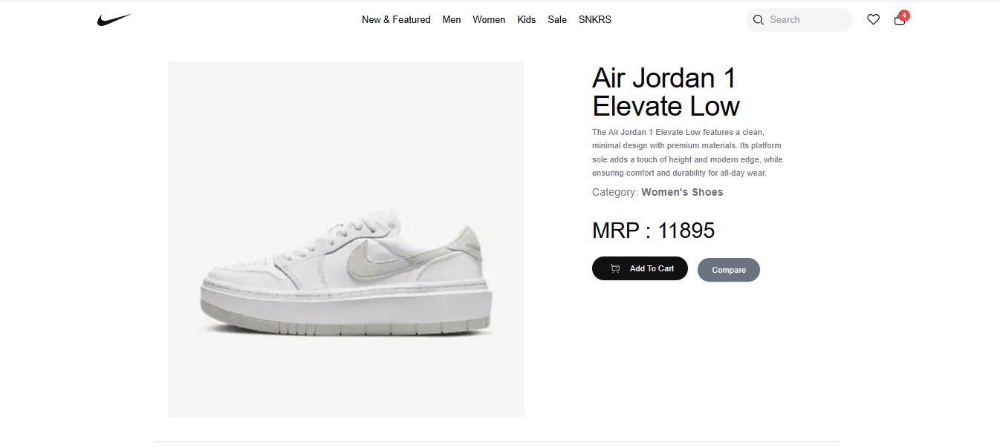 New & Featured Men Women Kids Sale SNKRS Search 4
Air Jordan 1
Elevate Low
The Air Jordan 1 Elevate Low features a clean,
minimal design with premium materials. Its platform
sole adds a touch of height and modern edge, while
ensuring comfort and durability for all-day wear.
Category: Women's Shoes
MRP : 11895
Add To Cart Compare